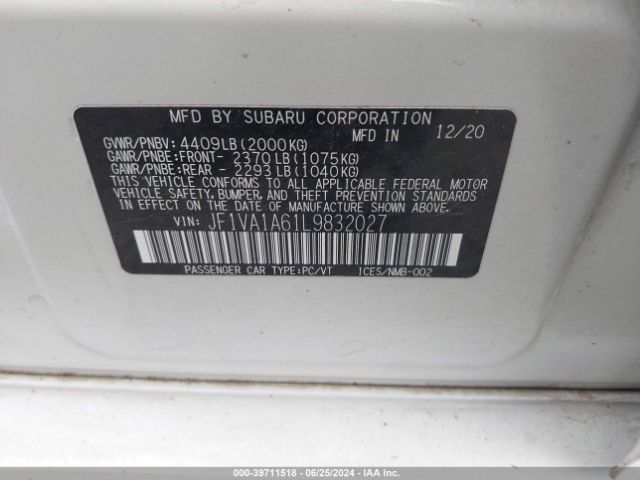 MFD BY SUBARU CORPORATION
MFD IN 12/20
GVWR/PNBV: 4409LB (2000KG)
GAWR/PNBE:FRONT- 2370 LB (1075KG)
GAWR/PNBE:REAR - 2293 LB (1040KG)
THIS VEHICLE CONFORMS TO ALL APPLICABLE FEDERAL MOTOR
VEHICLE SAFETY, BUMPER, AND THEFT PREVENTION STANDARDS
IN EFFECT ON THE DATE OF MANUFACTURE SHOWN ABOVE.
VIN: JF1VA1A61L9832027
PASSENGER CAR TYPE:PC/VT ICES/NMB-002
000-39711518 - 06/25/2024 - IAA Inc.